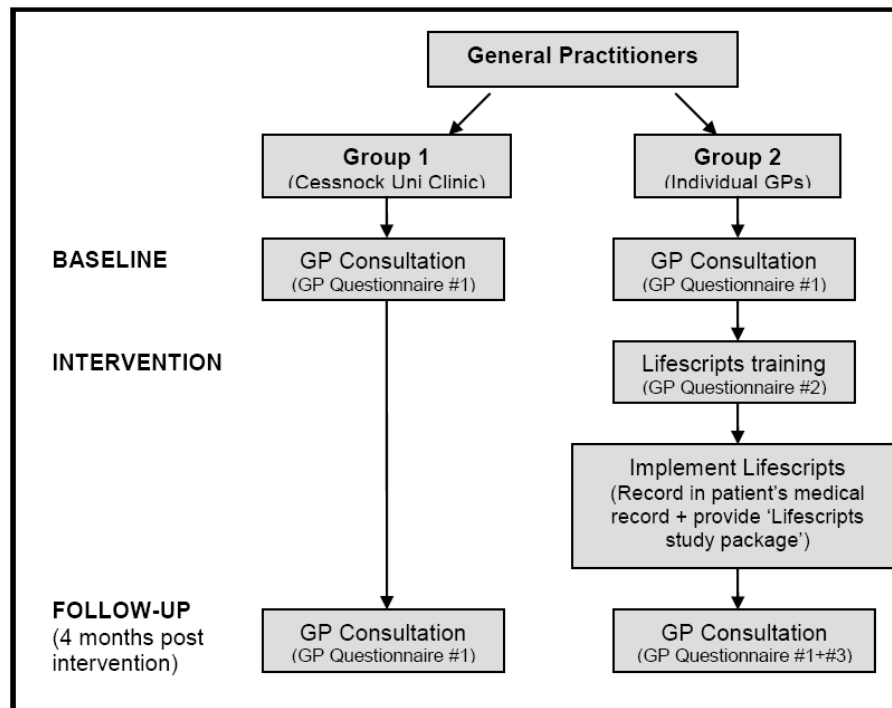 General Practitioners
Group 1
(Cessnock Uni Clinic)
Group 2
(Individual GPs)
BASELINE
GP Consultation
(GP Questionnaire #1)
GP Consultation
(GP Questionnaire #1)
INTERVENTION
Lifescripts training
(GP Questionnaire #2)
Implement Lifescripts
(Record in patient’s medical
record + provide ‘Lifescripts
study package’)
FOLLOW-UP
(4 months post
intervention)
GP Consultation
(GP Questionnaire #1)
GP Consultation
(GP Questionnaire #1+#3)